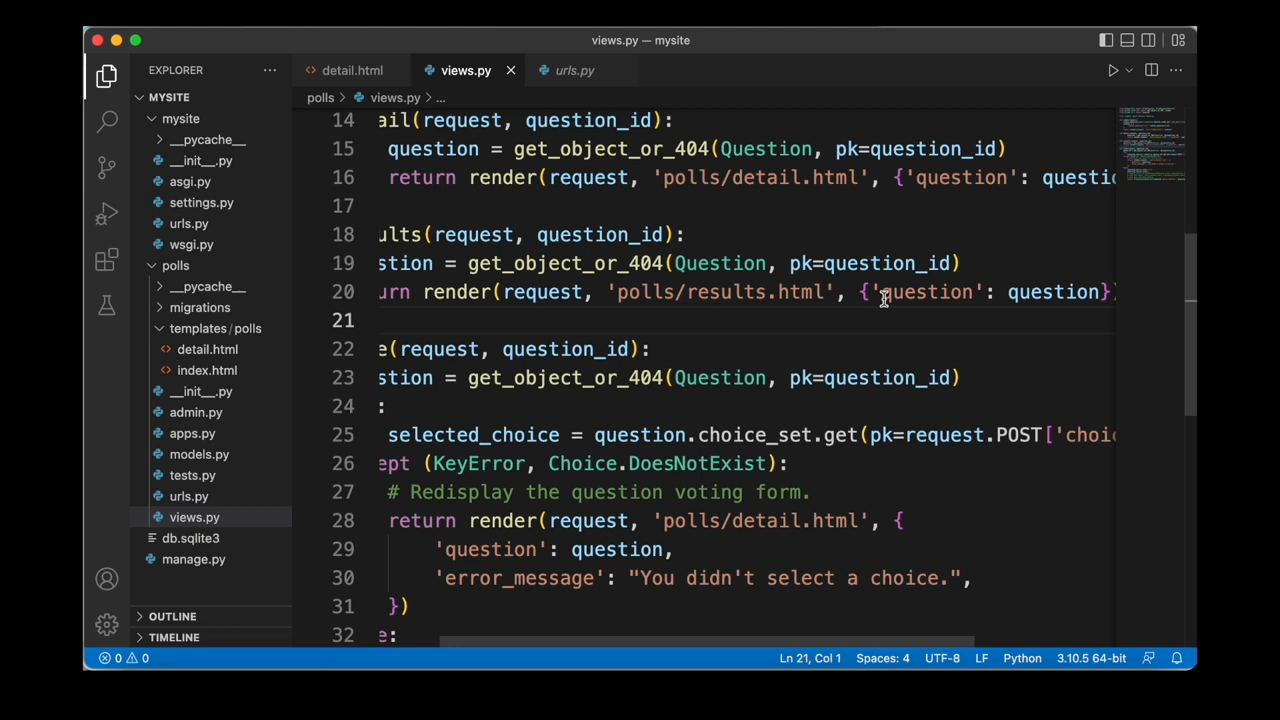 views.py — mysite
EXPLORER
detail.html
views.py
urls.py
MYSITE
polls > views.py > ...
mysite
__pycache__
__init__.py
asgi.py
settings.py
urls.py
wsgi.py
polls
__pycache__
migrations
templates/polls
detail.html
index.html
__init__.py
admin.py
apps.py
models.py
tests.py
urls.py
views.py
db.sqlite3
manage.py
OUTLINE
TIMELINE
14 ail(request, question_id):
15 question = get_object_or_404(Question, pk=question_id)
16 return render(request, 'polls/detail.html', {'question': questio
17
18 ults(request, question_id):
19 stion = get_object_or_404(Question, pk=question_id)
20 urn render(request, 'polls/results.html', {'question': question})
21
22 e(request, question_id):
23 stion = get_object_or_404(Question, pk=question_id)
24 :
25 selected_choice = question.choice_set.get(pk=request.POST['choic
26 ept (KeyError, Choice.DoesNotExist):
27 # Redisplay the question voting form.
28 return render(request, 'polls/detail.html', {
29 'question': question,
30 'error_message': "You didn't select a choice.",
31 })
32 e:
0 0
Ln 21, Col 1
Spaces: 4
UTF-8
LF
Python
3.10.5 64-bit